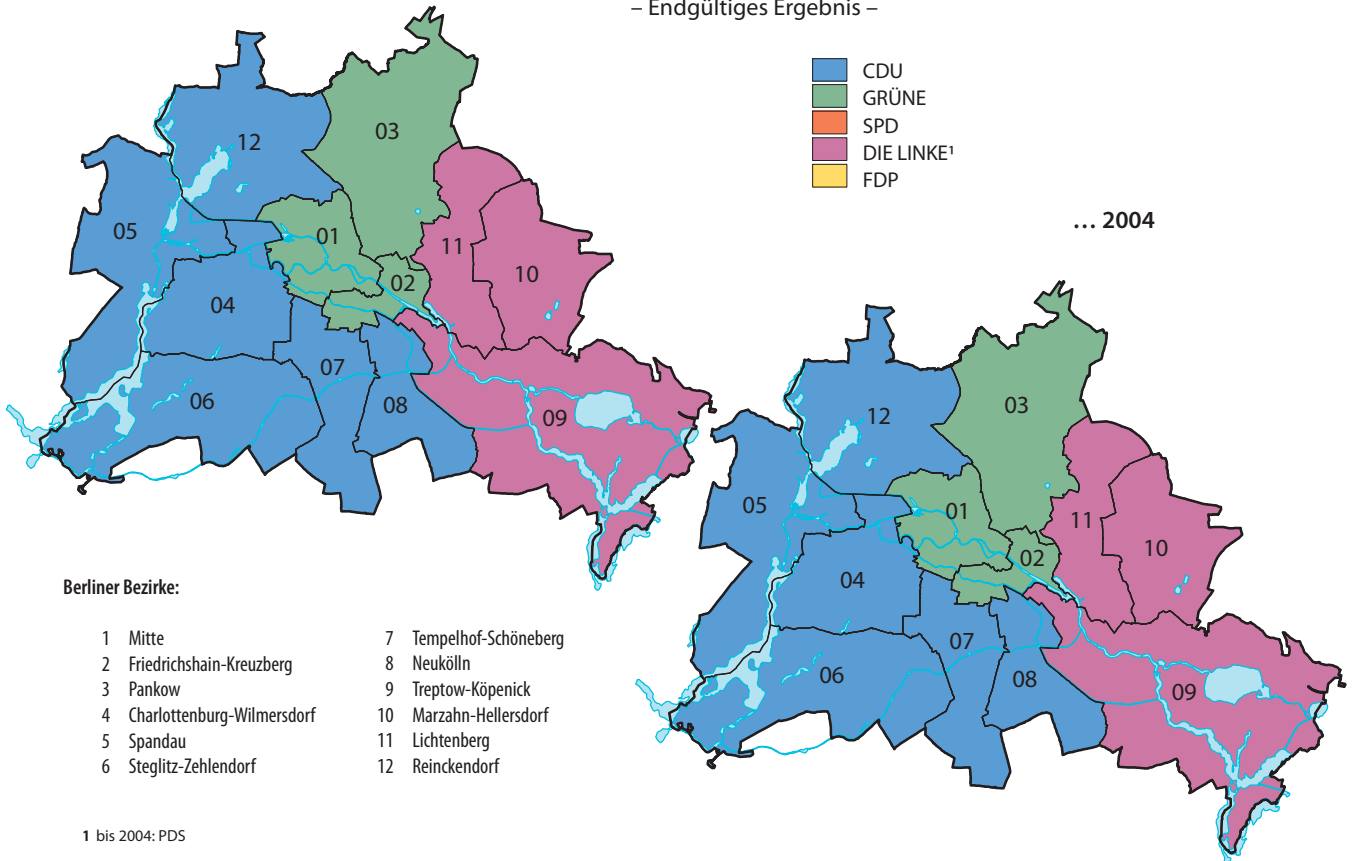 – Endgültiges Ergebnis –
CDU
GRÜNE
SPD
DIE LINKE¹
FDP
12
03
05
01
11
10
02
04
07
06
08
09
… 2004
12
03
05
01
11
10
02
04
07
06
08
09
Berliner Bezirke:
1 Mitte
2 Friedrichshain-Kreuzberg
3 Pankow
4 Charlottenburg-Wilmersdorf
5 Spandau
6 Steglitz-Zehlendorf
7 Tempelhof-Schöneberg
8 Neukölln
9 Treptow-Köpenick
10 Marzahn-Hellersdorf
11 Lichtenberg
12 Reinckendorf
1 bis 2004: PDS